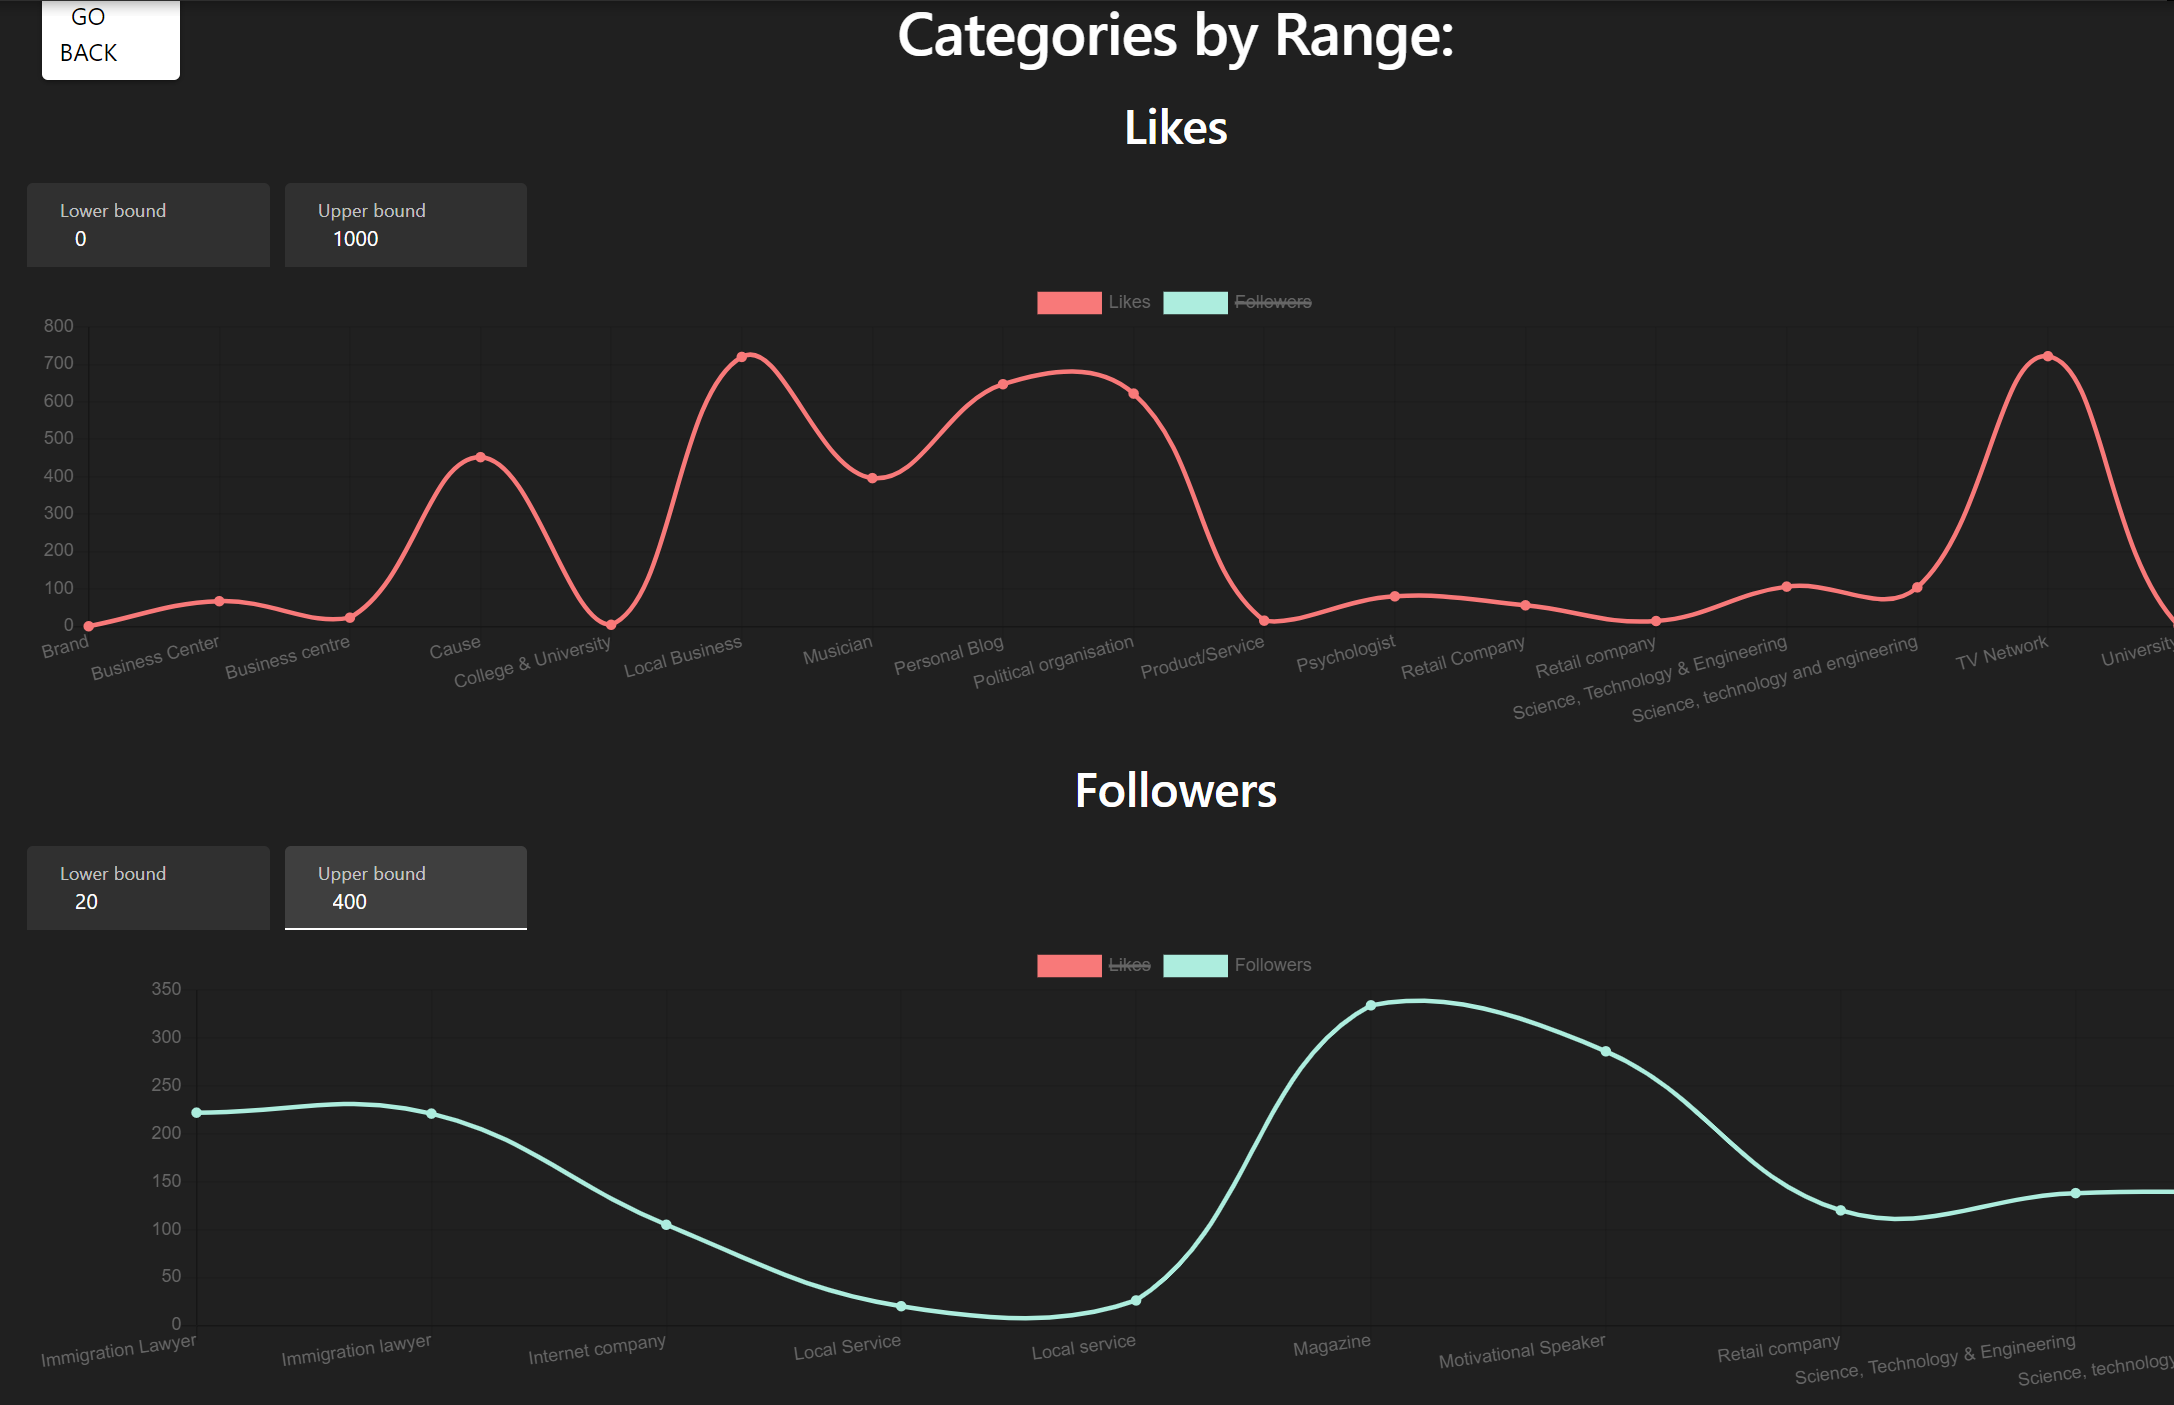 GO
BACK
Categories by Range:
Likes
Lower bound
0
Upper bound
1000
Likes
Followers
800
700
600
500
400
300
200
100
0
Brand
Business Center
Business centre
Cause
College & University
Local Business
Musician
Personal Blog
Political organisation
Product/Service
Psychologist
Retail Company
Retail company
Science, Technology & Engineering
Science, technology and engineering
TV Network
University
Followers
Lower bound
20
Upper bound
400
Likes
Followers
350
300
250
200
150
100
50
0
Immigration Lawyer
Immigration lawyer
Internet company
Local Service
Local service
Magazine
Motivational Speaker
Retail company
Science, Technology & Engineering
Science, technology